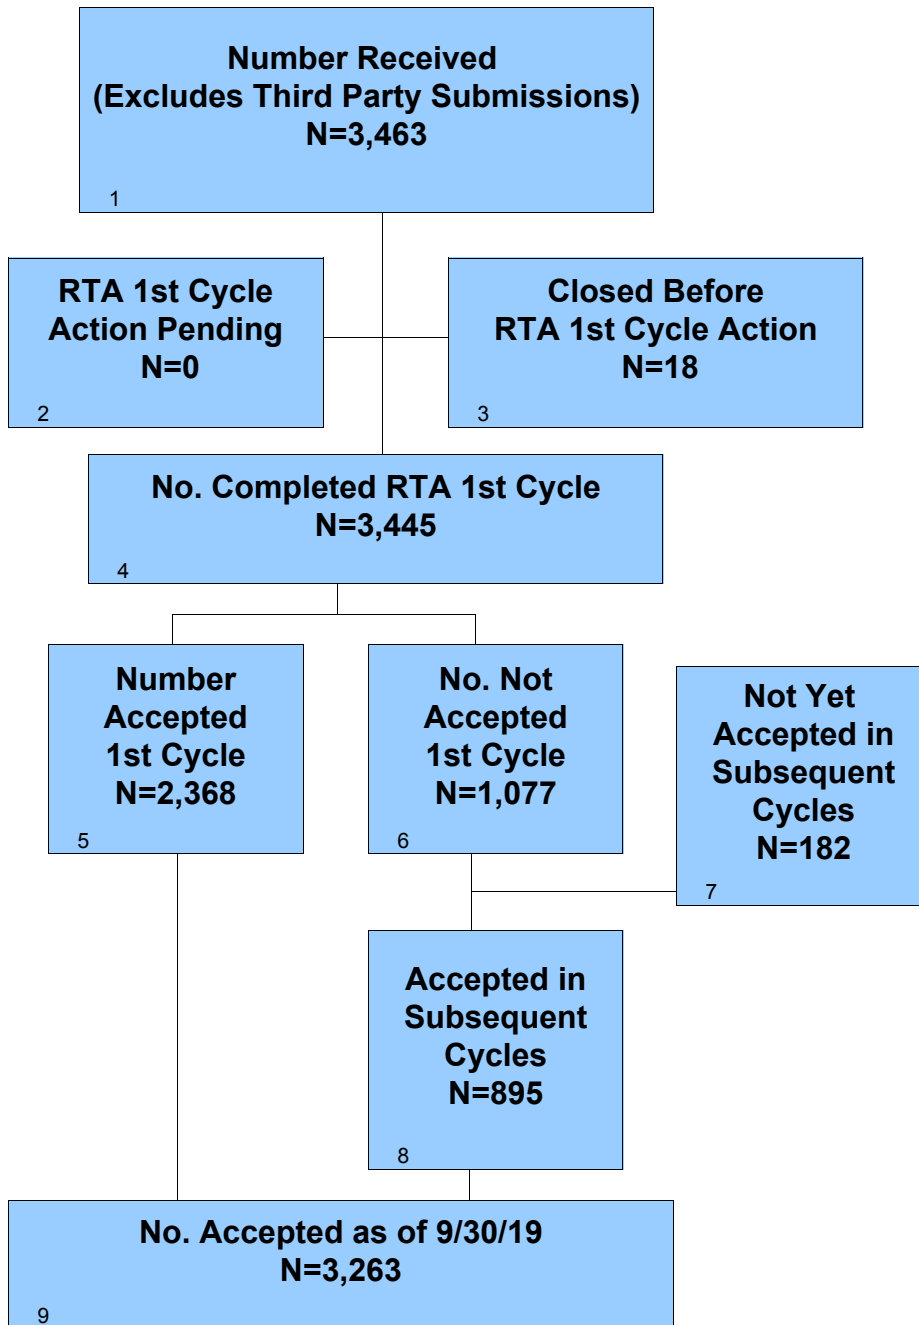 Number Received
(Excludes Third Party Submissions)
N=3,463
1
RTA 1st Cycle
Action Pending
N=0
2
Closed Before
RTA 1st Cycle Action
N=18
3
No. Completed RTA 1st Cycle
N=3,445
4
Number
Accepted
1st Cycle
N=2,368
5
No. Not
Accepted
1st Cycle
N=1,077
6
Not Yet
Accepted in
Subsequent
Cycles
N=182
7
Accepted in
Subsequent
Cycles
N=895
8
No. Accepted as of 9/30/19
N=3,263
9